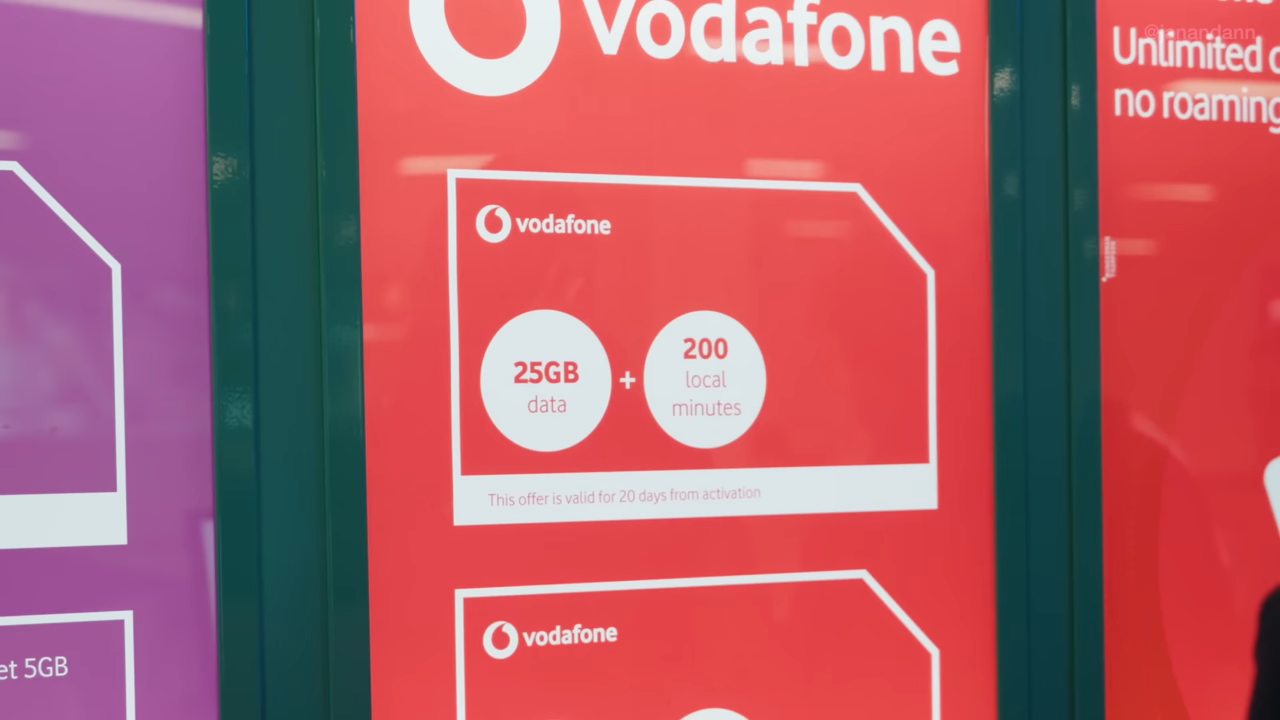 vodafone
vodafone
25GB
data
+
200
local
minutes
This offer is valid for 20 days from activation
vodafone
et 5GB
Unlimited
no roaming
@jenandann